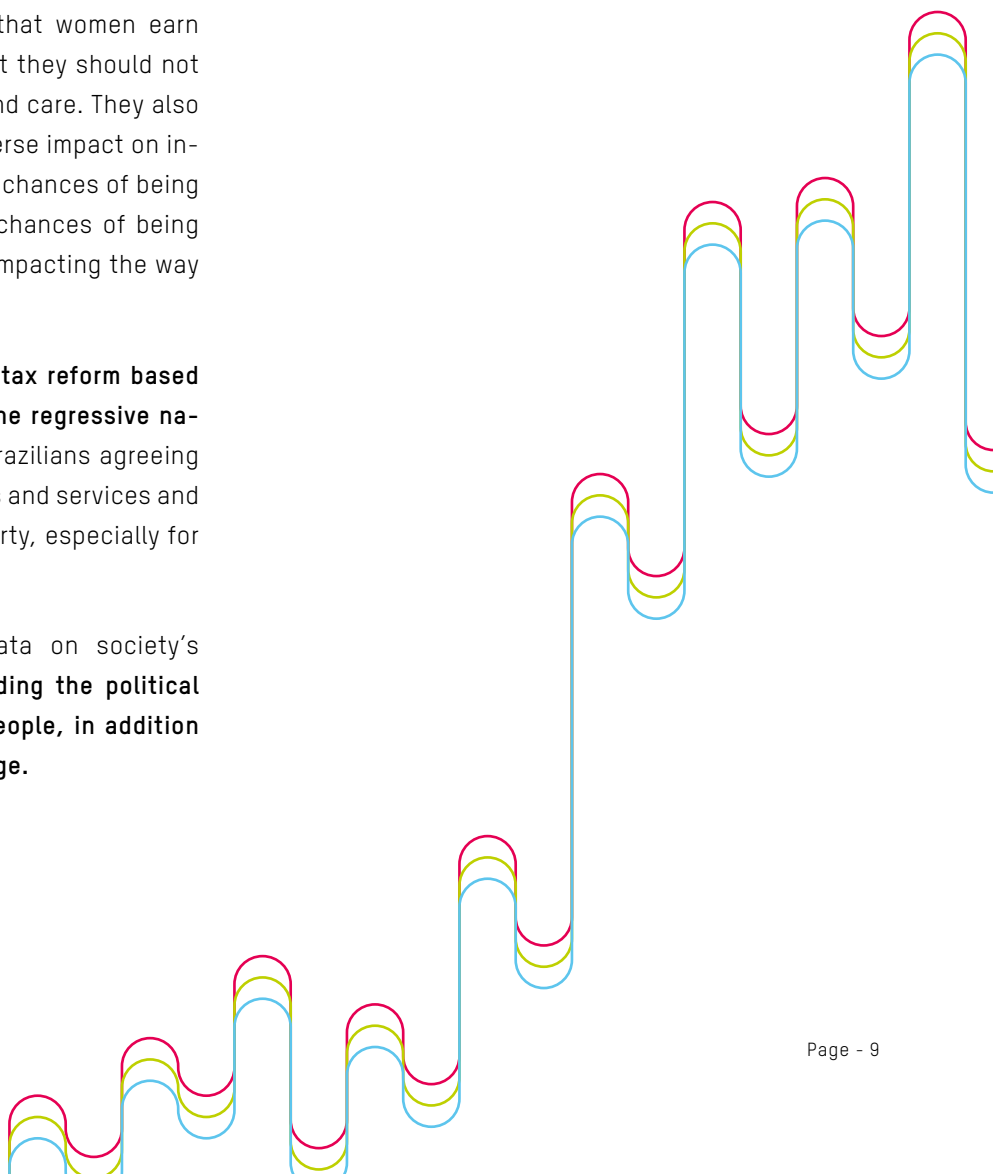 that women earn
t they should not
nd care. They also
erse impact on in-
chances of being
chances of being
mpacting the way
tax reform based
he regressive na-
razilians agreeing
s and services and
rty, especially for
ata on society’s
ding the political
eople, in addition
ge.
Page - 9